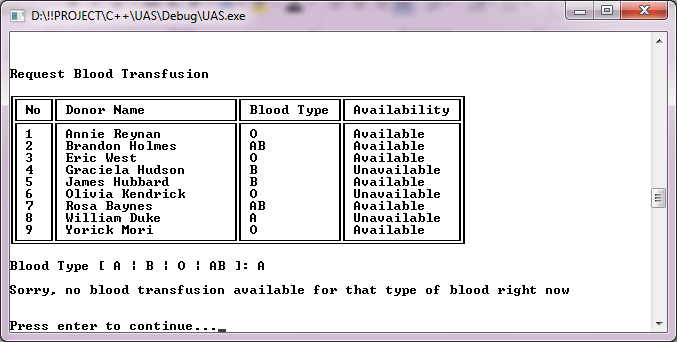 D:\!!PROJECT\C++\UAS\Debug\UAS.exe
Request Blood Transfusion
No Donor Name Blood Type Availability
1 Annie Reynan O Available
2 Brandon Holmes AB Available
3 Eric West O Available
4 Graciela Hudson B Unavailable
5 James Hubbard B Available
6 Olivia Kendrick O Unavailable
7 Rosa Baynes AB Available
8 William Duke A Unavailable
9 Yorick Mori O Available
Blood Type [ A ¦ B ¦ O ¦ AB ]: A
Sorry, no blood transfusion available for that type of blood right now
Press enter to continue..._